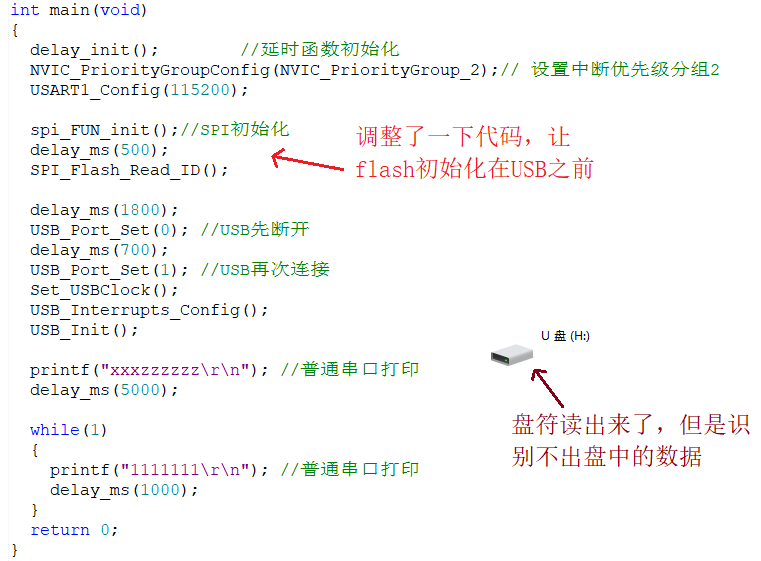 int main(void)
{
delay_init(); //延时函数初始化
NVIC_PriorityGroupConfig(NVIC_PriorityGroup_2);// 设置中断优先级分组2
USART1_Config(115200);
spi_FUN_init();//SPI初始化
delay_ms(500);
SPI_Flash_Read_ID();
调整了一下代码，让
flash初始化在USB之前
delay_ms(1800);
USB_Port_Set(0); //USB先断开
delay_ms(700);
USB_Port_Set(1); //USB再次连接
Set_USBClock();
USB_Interrupts_Config();
USB_Init();
U 盘 (H:)
printf("xxxzzzzzz\r\n"); //普通串口打印
delay_ms(5000);
盘符读出来了，但是识
别不出盘中的数据
while(1)
{
printf("1111111\r\n"); //普通串口打印
delay_ms(1000);
}
return 0;
}